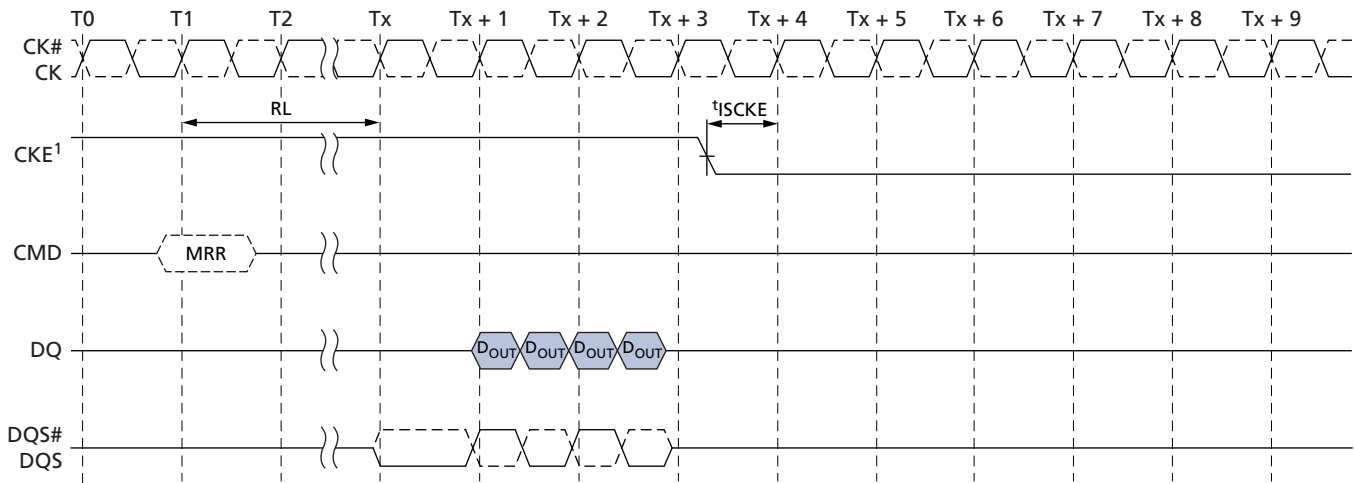 T0 T1 T2 Tx Tx + 1 Tx + 2 Tx + 3 Tx + 4 Tx + 5 Tx + 6 Tx + 7 Tx + 8 Tx + 9
CK#
CK
RL
tISCKE
CKE1
CMD
MRR
DQ
DOUT DOUT DOUT DOUT
DQS#
DQS